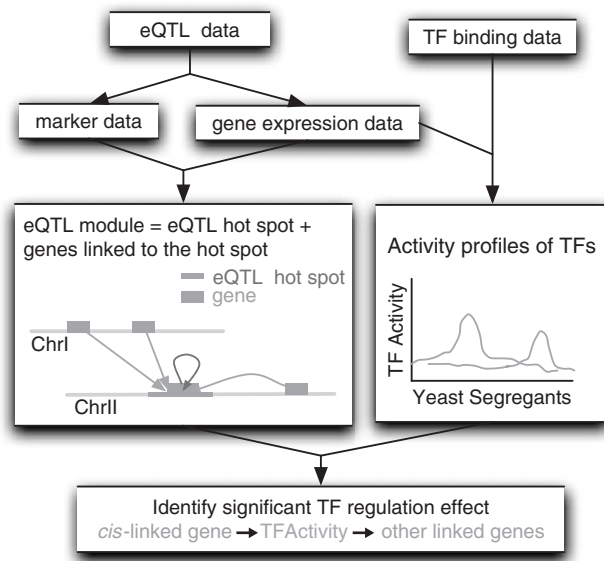 eQTL data
TF binding data
marker data
gene expression data
eQTL module = eQTL hot spot +
genes linked to the hot spot
eQTL hot spot
gene
ChrI
ChrII
Activity profiles of TFs
TF Activity
Yeast Segregants
Identify significant TF regulation effect
cis-linked gene → TFActivity → other linked genes